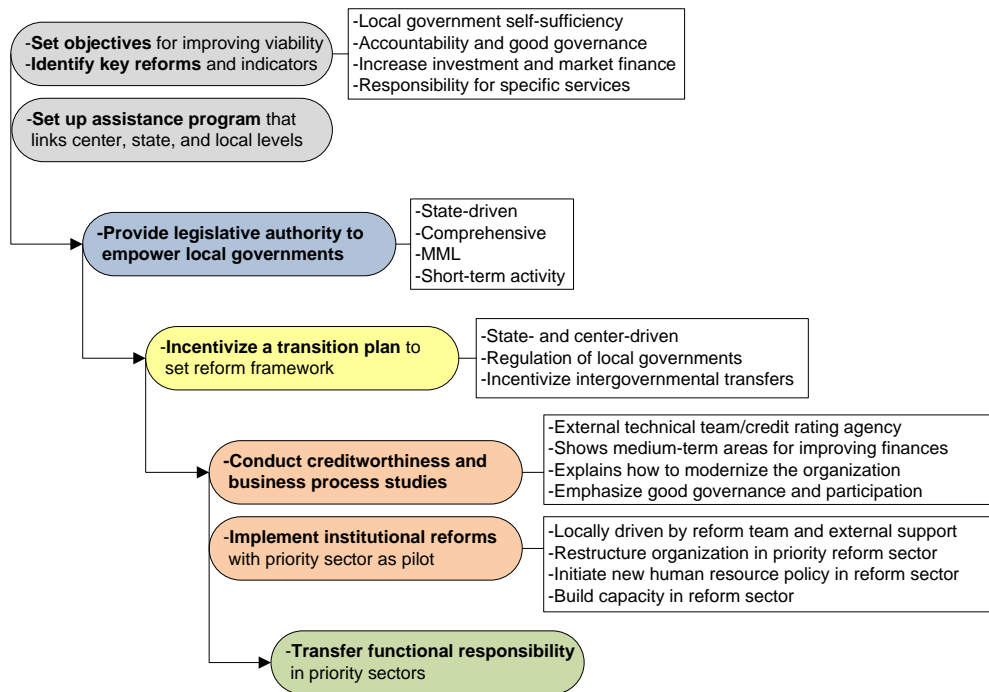 -Set objectives for improving viability
-Identify key reforms and indicators
-Local government self-sufficiency
-Accountability and good governance
-Increase investment and market finance
-Responsibility for specific services
-Set up assistance program that
links center, state, and local levels
-Provide legislative authority to
empower local governments
-State-driven
-Comprehensive
-MML
-Short-term activity
-Incentivize a transition plan to
set reform framework
-State- and center-driven
-Regulation of local governments
-Incentivize intergovernmental transfers
-Conduct creditworthiness and
business process studies
-External technical team/credit rating agency
-Shows medium-term areas for improving finances
-Explains how to modernize the organization
-Emphasize good governance and participation
-Implement institutional reforms
with priority sector as pilot
-Locally driven by reform team and external support
-Restructure organization in priority reform sector
-Initiate new human resource policy in reform sector
-Build capacity in reform sector
-Transfer functional responsibility
in priority sectors